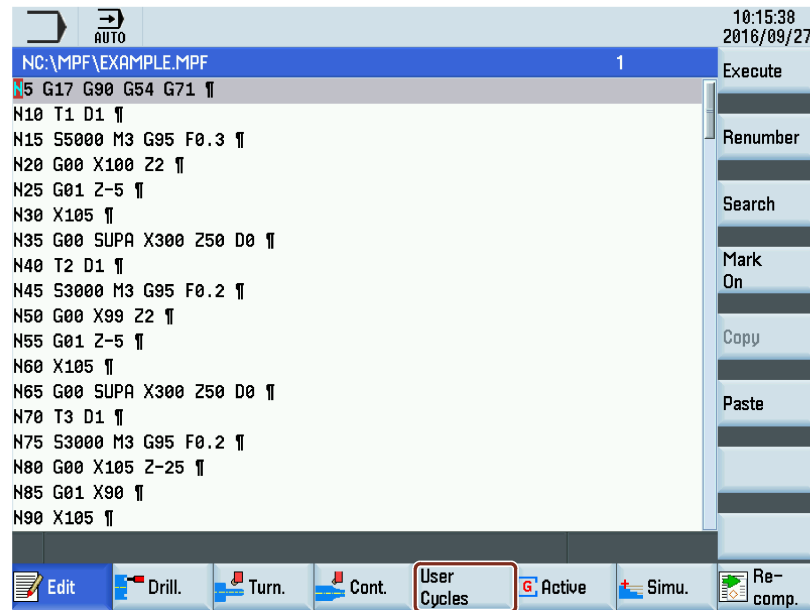 AUTO
10:15:38
2016/09/27
NC:\MPF\EXAMPLE.MPF 1
N5 G17 G90 G54 G71 ¶
N10 T1 D1 ¶
N15 S5000 M3 G95 F0.3 ¶
N20 G00 X100 Z2 ¶
N25 G01 Z-5 ¶
N30 X105 ¶
N35 G00 SUPA X300 Z50 D0 ¶
N40 T2 D1 ¶
N45 S3000 M3 G95 F0.2 ¶
N50 G00 X99 Z2 ¶
N55 G01 Z-5 ¶
N60 X105 ¶
N65 G00 SUPA X300 Z50 D0 ¶
N70 T3 D1 ¶
N75 S3000 M3 G95 F0.2 ¶
N80 G00 X105 Z-25 ¶
N85 G01 X90 ¶
N90 X105 ¶
Execute
Renumber
Search
Mark
On
Copy
Paste
Edit
Drill.
Turn.
Cont.
User
Cycles
G Active
Simu.
Re-
comp.